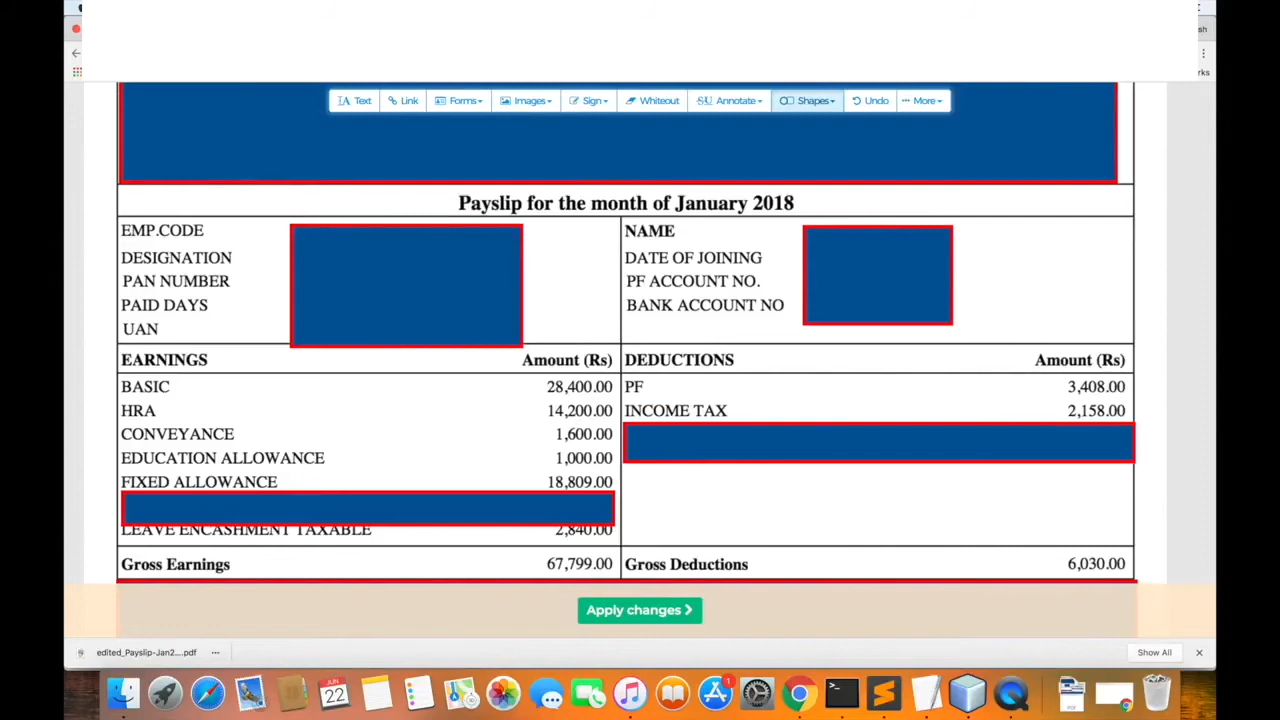 sh
rks
Text Link Forms Images Sign Whiteout Annotate Shapes Undo More
Payslip for the month of January 2018
EMP.CODE NAME
DESIGNATION DATE OF JOINING
PAN NUMBER PF ACCOUNT NO.
PAID DAYS BANK ACCOUNT NO
UAN
EARNINGS Amount (Rs) DEDUCTIONS Amount (Rs)
BASIC 28,400.00 PF 3,408.00
HRA 14,200.00 INCOME TAX 2,158.00
CONVEYANCE 1,600.00
EDUCATION ALLOWANCE 1,000.00
FIXED ALLOWANCE 18,809.00
LEAVE ENCASHMENT TAXABLE 2,840.00
Gross Earnings 67,799.00 Gross Deductions 6,030.00
Apply changes
edited_Payslip-Jan2....pdf Show All
JUN
22
1